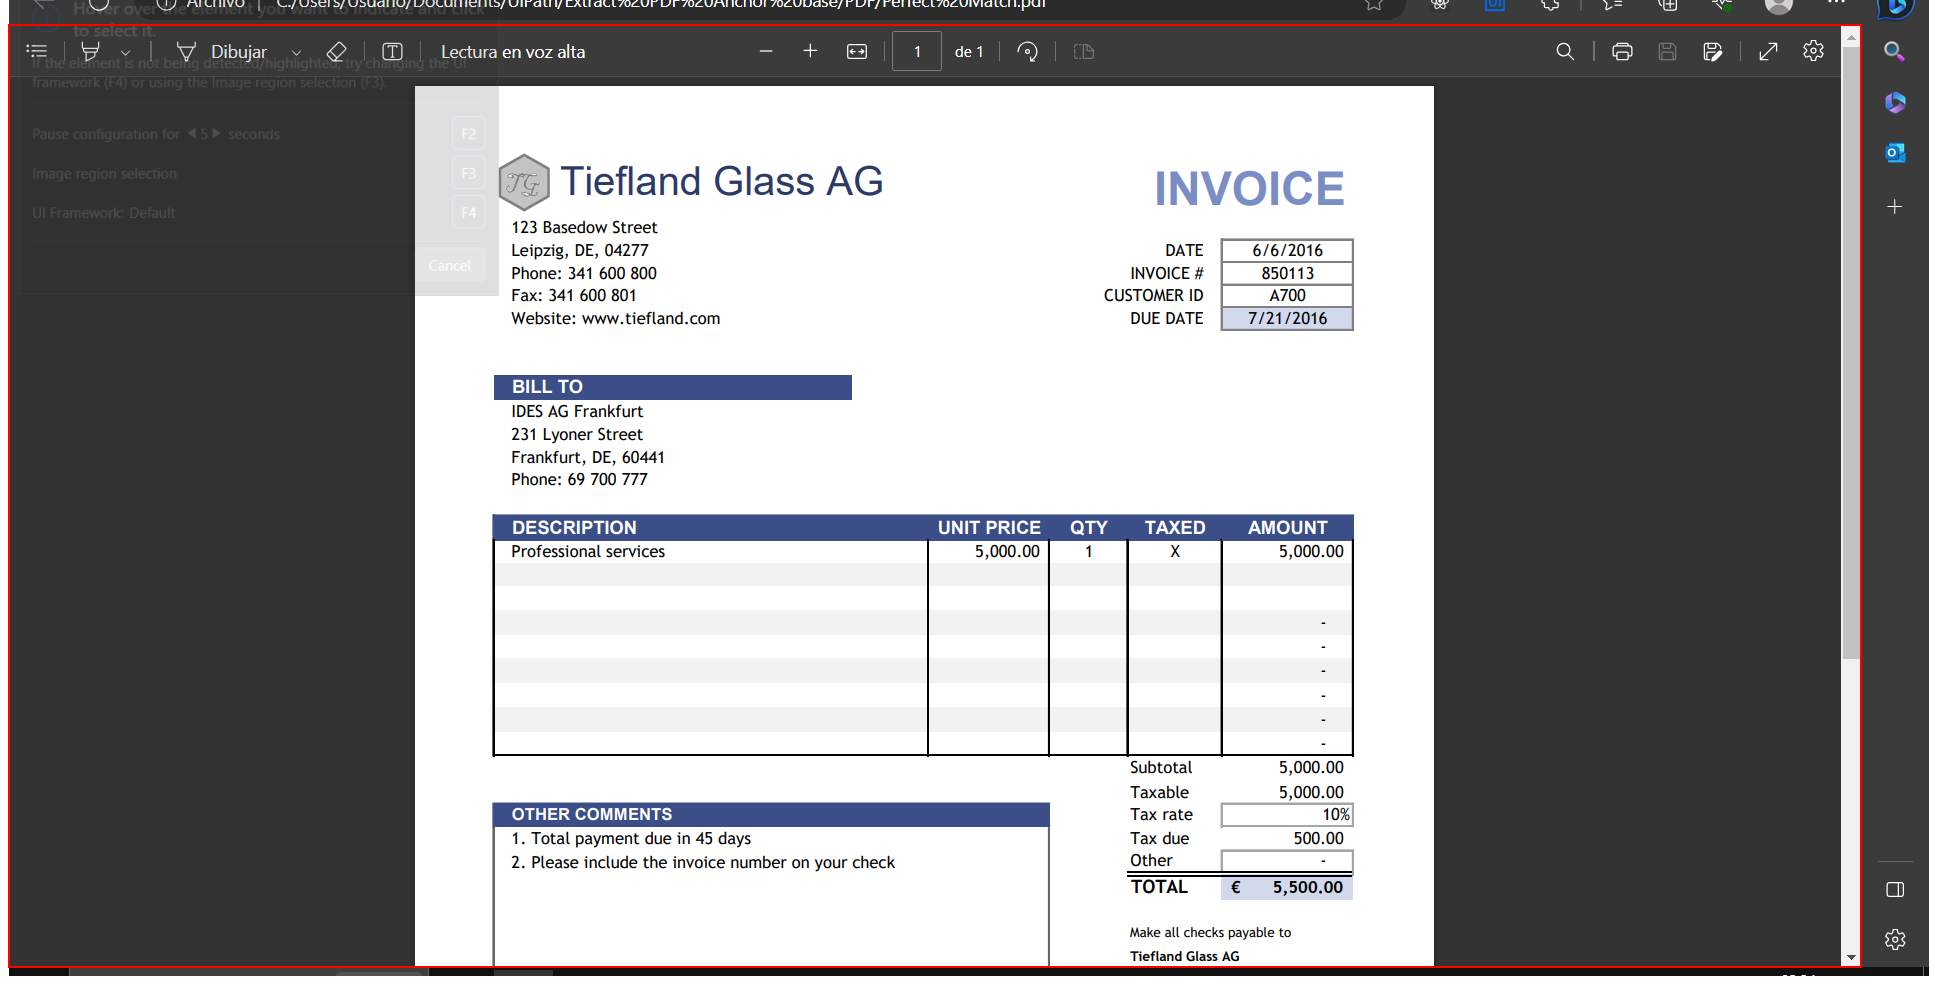 Archivo C:/Users/Usuario/Documents/UiPath/Extract%20PDF%20Anchor%20base/PDF/Perfect%20Match.pdf
Hover over the element you want to indicate and click
to select it.
Dibujar Lectura en voz alta 1 de 1
If the element is not being detected/highlighted, try changing the UI
framework (F4) or using the Image region selection (F3).
Pause configuration for 5 seconds F2
Image region selection F3
UI Framework: Default F4
Cancel
TG Tiefland Glass AG INVOICE
123 Basedow Street
Leipzig, DE, 04277 DATE 6/6/2016
Phone: 341 600 800 INVOICE # 850113
Fax: 341 600 801 CUSTOMER ID A700
Website: www.tiefland.com DUE DATE 7/21/2016
BILL TO
IDES AG Frankfurt
231 Lyoner Street
Frankfurt, DE, 60441
Phone: 69 700 777
DESCRIPTION UNIT PRICE QTY TAXED AMOUNT
Professional services 5,000.00 1 X 5,000.00
-
-
-
-
-
-
Subtotal 5,000.00
Taxable 5,000.00
Tax rate 10%
Tax due 500.00
Other -
TOTAL € 5,500.00
OTHER COMMENTS
1. Total payment due in 45 days
2. Please include the invoice number on your check
Make all checks payable to
Tiefland Glass AG